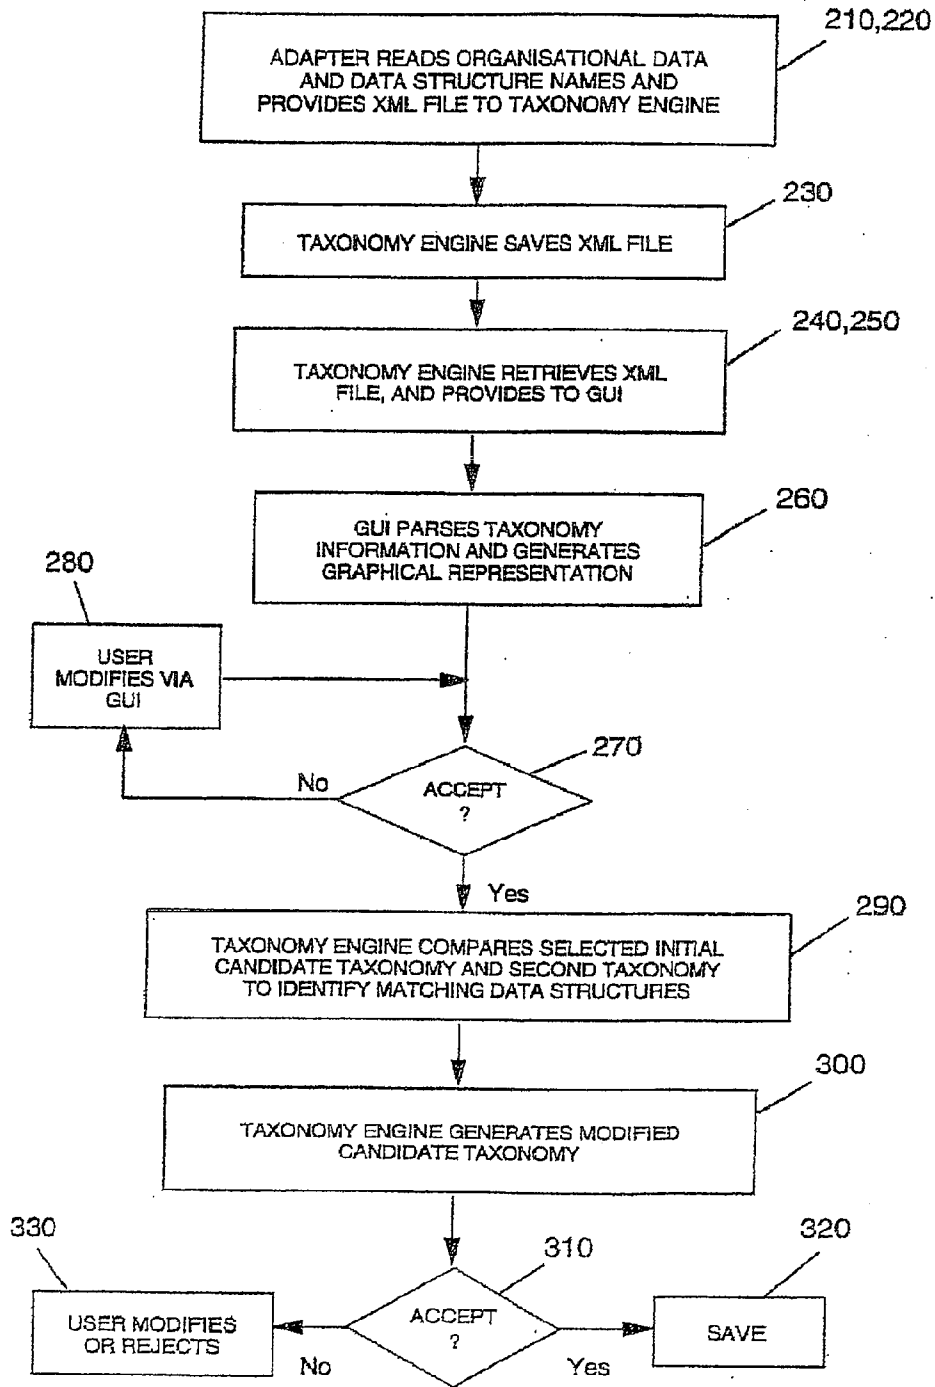 210,220
ADAPTER READS ORGANISATIONAL DATA
AND DATA STRUCTURE NAMES AND
PROVIDES XML FILE TO TAXONOMY ENGINE
230
TAXONOMY ENGINE SAVES XML FILE
240,250
TAXONOMY ENGINE RETRIEVES XML
FILE, AND PROVIDES TO GUI
260
GUI PARSES TAXONOMY
INFORMATION AND GENERATES
GRAPHICAL REPRESENTATION
280
USER
MODIFIES VIA
GUI
270
No
ACCEPT
?
Yes
290
TAXONOMY ENGINE COMPARES SELECTED INITIAL
CANDIDATE TAXONOMY AND SECOND TAXONOMY
TO IDENTIFY MATCHING DATA STRUCTURES
300
TAXONOMY ENGINE GENERATES MODIFIED
CANDIDATE TAXONOMY
330
310
320
USER MODIFIES
OR REJECTS
No
ACCEPT
?
Yes
SAVE